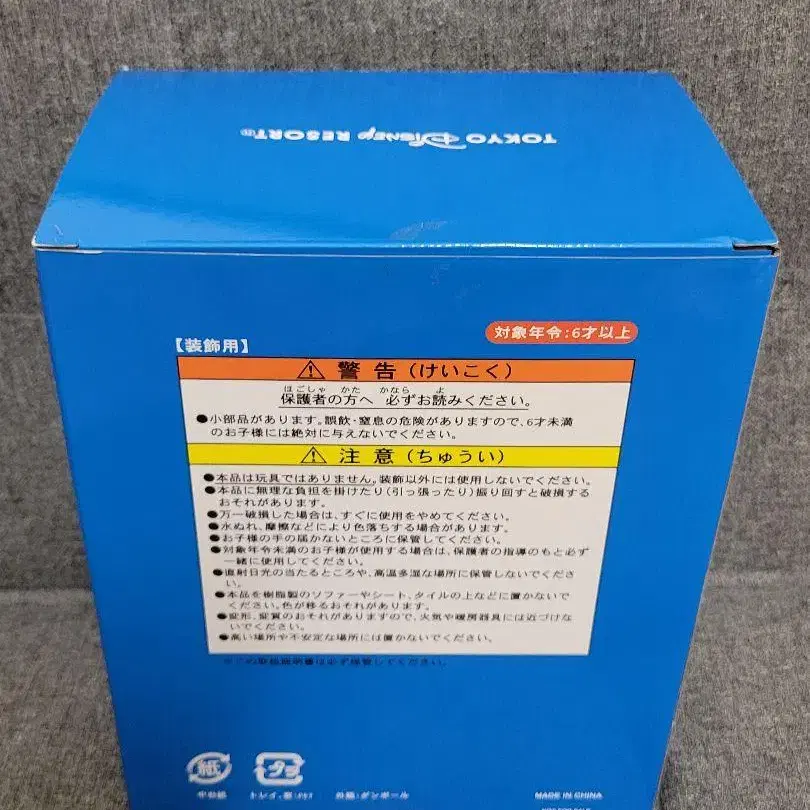 TOKYO DISNEY RESORT®
対象年令:6才以上
【装飾用】
⚠ 警告(けいこく)
ほごしゃ かた かなら よ
保護者の方へ 必ずお読みください。
●小部品があります。誤飲・窒息の危険がありますので、6才未満
のお子様には絶対に与えないでください。
⚠ 注意(ちゅうい)
●本品は玩具ではありません。装飾以外には使用しないでください。
●本品に無理な負担を掛けたり(引っ張ったり)振り回すと破損する
おそれがあります。
●万一破損した場合は、すぐに使用をやめてください。
●水ぬれ、摩擦などにより色落ちする場合があります。
●お子様の手の届かないところに保管してください。
●対象年令未満のお子様が使用する場合は、保護者の指導のもと必ず
一緒に使用してください。
●直射日光の当たるところや、高温多湿な場所に保管しないでくださ
い。
●本品を樹脂製のソファーやシート、タイルの上などに置かないで
ください。色が移るおそれがあります。
●変形、変質のおそれがありますので、火気や暖房器具には近づけな
いでください。
●高い場所や不安定な場所には置かないでください。
※この取扱説明書は必ず保管してください。
紙
プラ
MADE IN CHINA